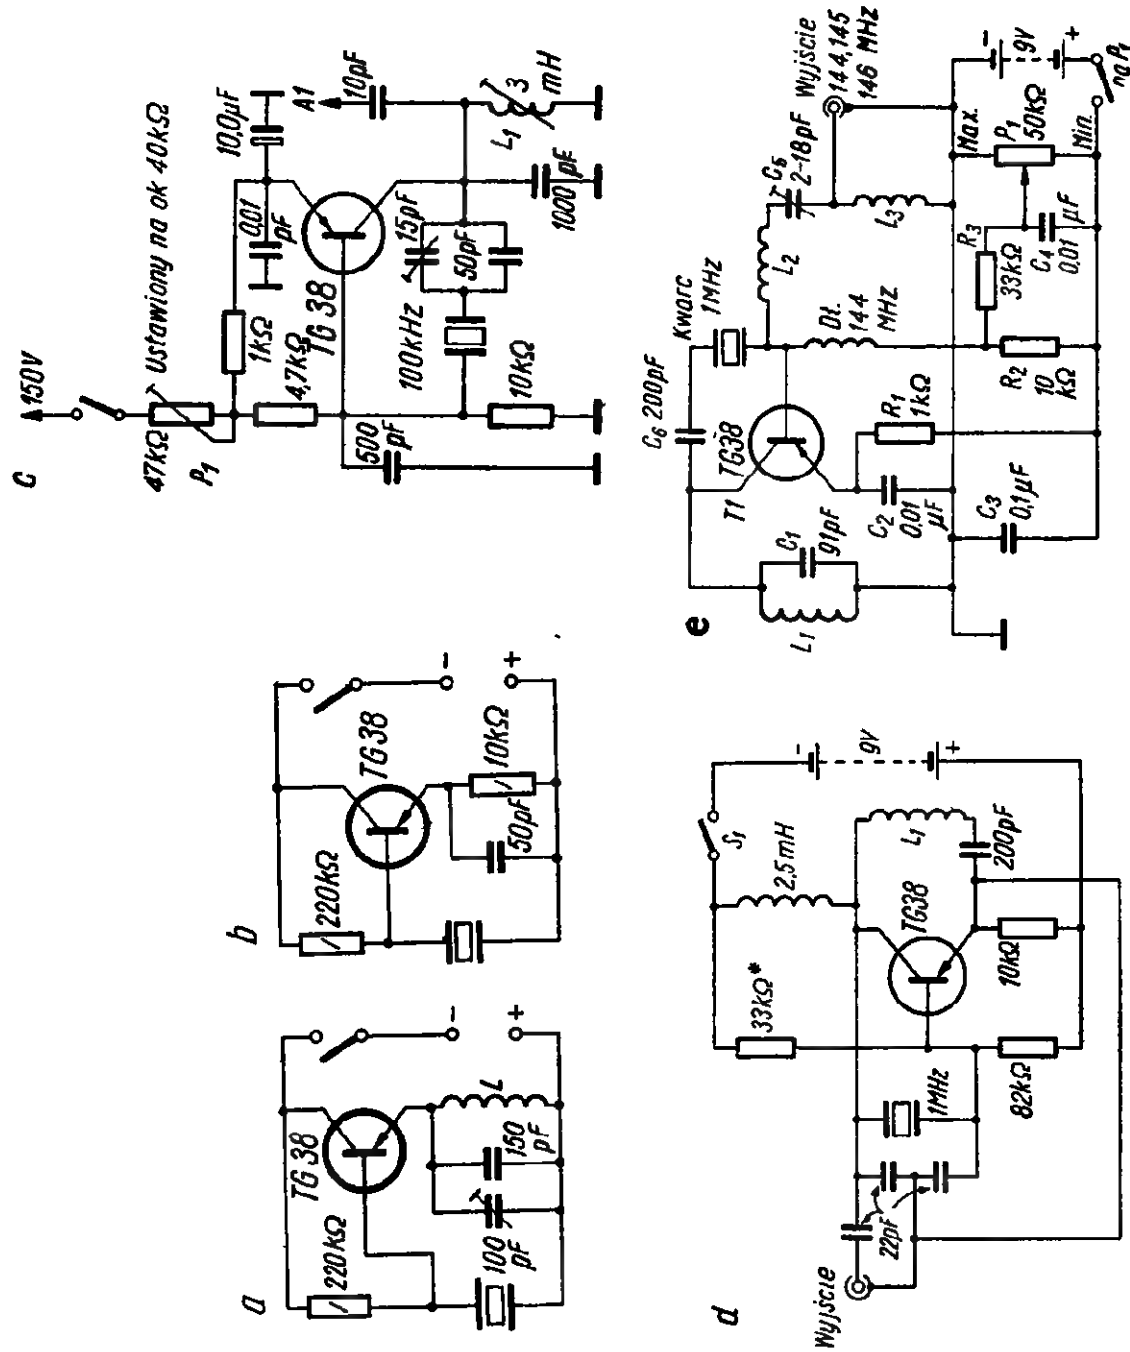 a
TG 38
220kΩ
L
100
pF
150
pF
-
+
b
TG 38
220kΩ
50pF
10kΩ
-
+
C
150V
47kΩ
P1
Ustawiony na ok 40kΩ
1kΩ
4,7kΩ
0,01
pF
10,0µF
TG 38
500
pF
100kHz
15pF
50pF
10kΩ
A1
10pF
L1
3
mH
1000 pF
d
Wyjście
22pF
1MHz
33kΩ*
82kΩ
TG38
10kΩ
2,5mH
S1
L1
200pF
-
9V
+
e
L1
C1
91pF
T1
TG38
C6 200pF
Kwarc
1MHz
C2
0,01
µF
R1
1kΩ
C3
0,1µF
Dł.
144
MHz
L2
C5
2-18pF
L3
Wyjście
144,145
146 MHz
R2
10
kΩ
R3
33kΩ
C4
0,01
µF
P1
50kΩ
Max.
Min.
-
9V
+
na P1